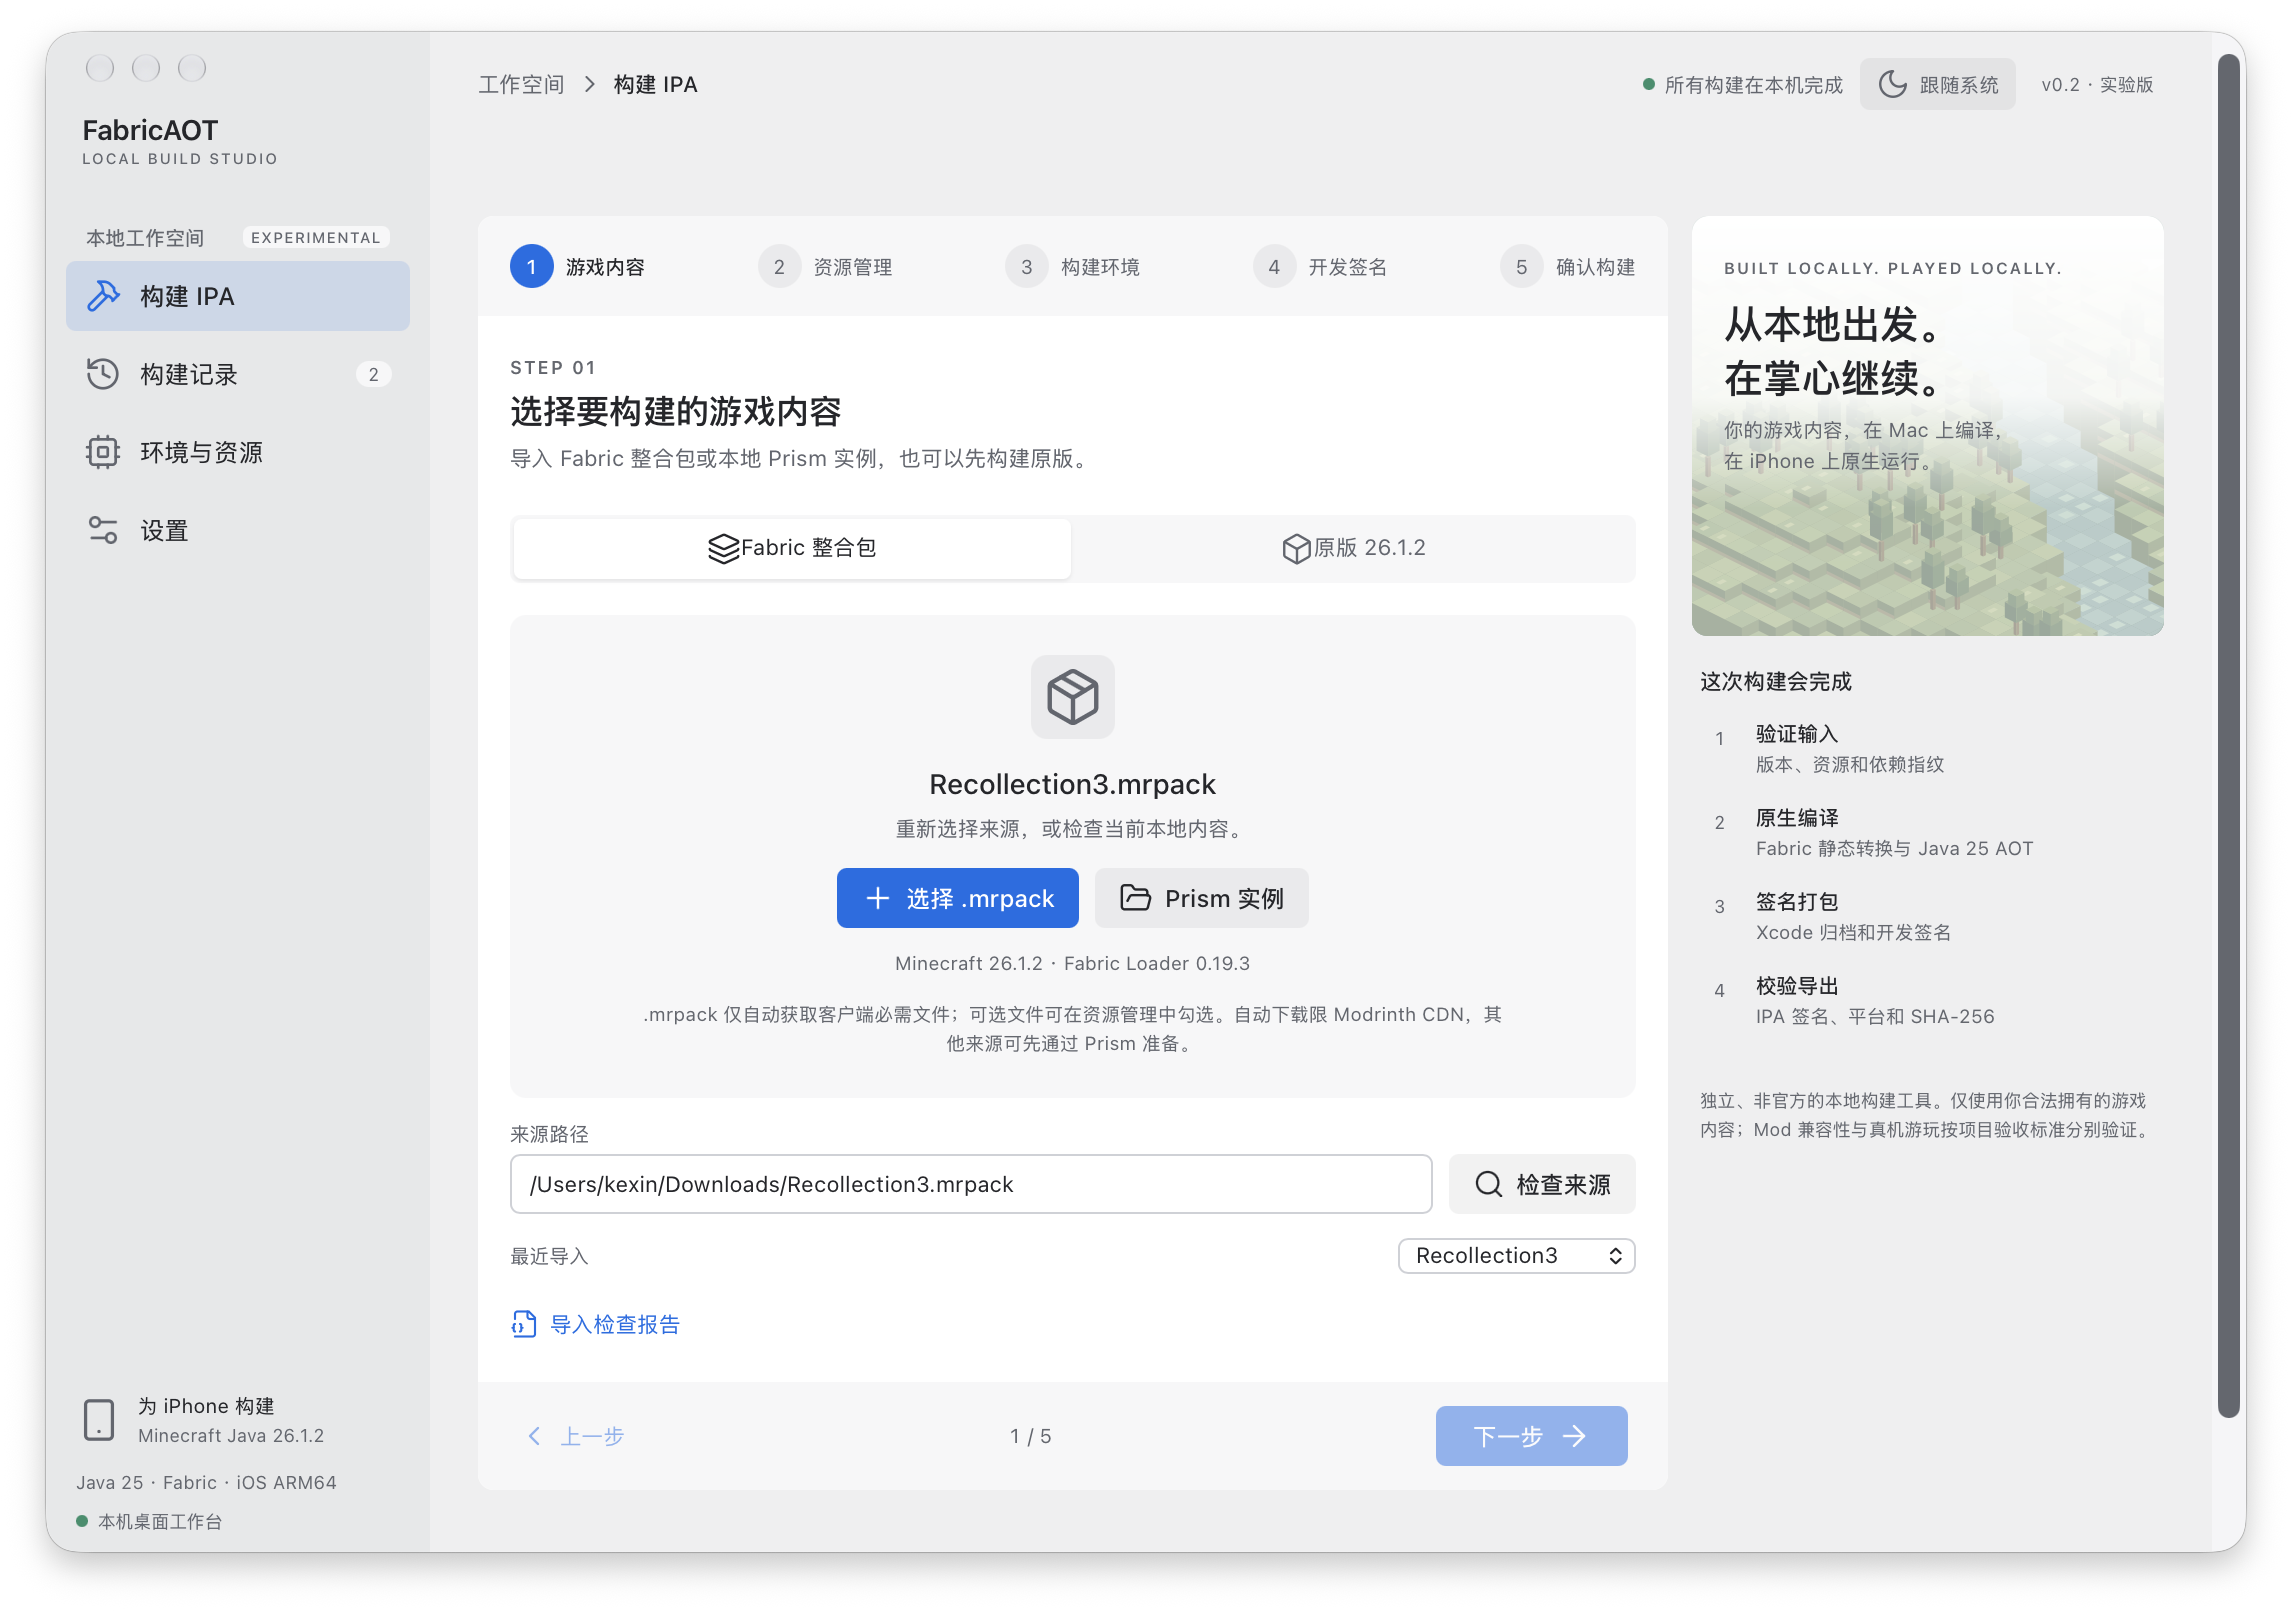 FabricAOT
LOCAL BUILD STUDIO
本地工作空间 EXPERIMENTAL
构建 IPA
构建记录 2
环境与资源
设置
为 iPhone 构建
Minecraft Java 26.1.2
Java 25 · Fabric · iOS ARM64
本机桌面工作台
工作空间 > 构建 IPA
所有构建在本机完成 跟随系统 v0.2 · 实验版
1 游戏内容 2 资源管理 3 构建环境 4 开发签名 5 确认构建
STEP 01
选择要构建的游戏内容
导入 Fabric 整合包或本地 Prism 实例，也可以先构建原版。
Fabric 整合包 原版 26.1.2
Recollection3.mrpack
重新选择来源，或检查当前本地内容。
选择 .mrpack Prism 实例
Minecraft 26.1.2 · Fabric Loader 0.19.3
.mrpack 仅自动获取客户端必需文件；可选文件可在资源管理中勾选。自动下载限 Modrinth CDN，其
他来源可先通过 Prism 准备。
来源路径
/Users/kexin/Downloads/Recollection3.mrpack 检查来源
最近导入 Recollection3
导入检查报告
上一步 1 / 5 下一步
BUILT LOCALLY. PLAYED LOCALLY.
从本地出发。
在掌心继续。
你的游戏内容，在 Mac 上编译，
在 iPhone 上原生运行。
这次构建会完成
1 验证输入
版本、资源和依赖指纹
2 原生编译
Fabric 静态转换与 Java 25 AOT
3 签名打包
Xcode 归档和开发签名
4 校验导出
IPA 签名、平台和 SHA-256
独立、非官方的本地构建工具。仅使用你合法拥有的游戏
内容；Mod 兼容性与真机游玩按项目验收标准分别验证。